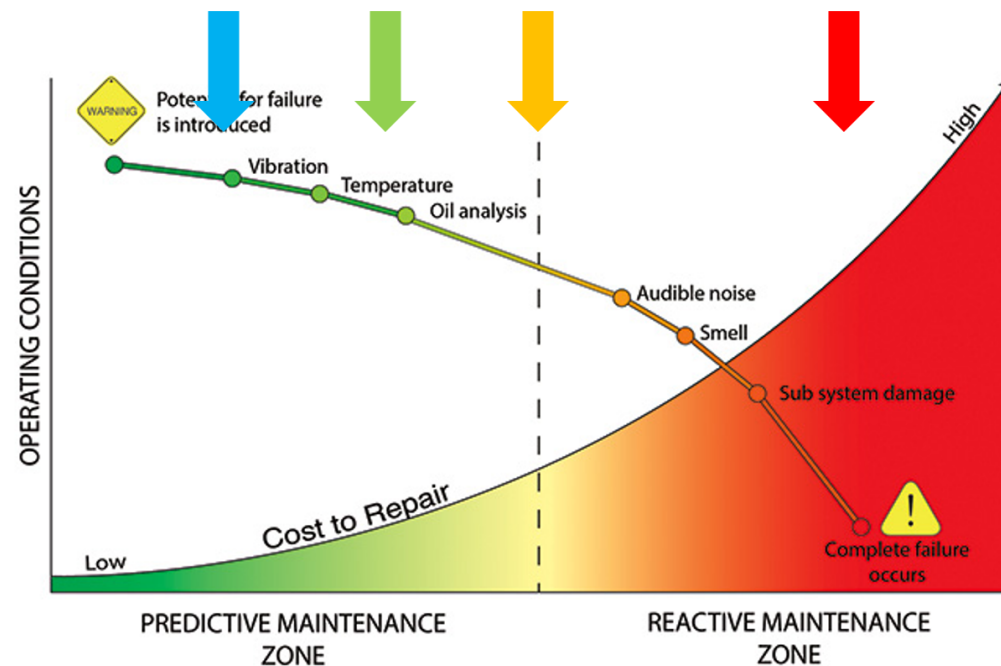 WARNING
for failure
is introduced
Vibration
Temperature
Oil analysis
Audible noise
Smell
Sub system damage
!
Complete failure
occurs
High
Low
Cost to Repair
OPERATING CONDITIONS
PREDICTIVE MAINTENANCE
ZONE
REACTIVE MAINTENANCE
ZONE